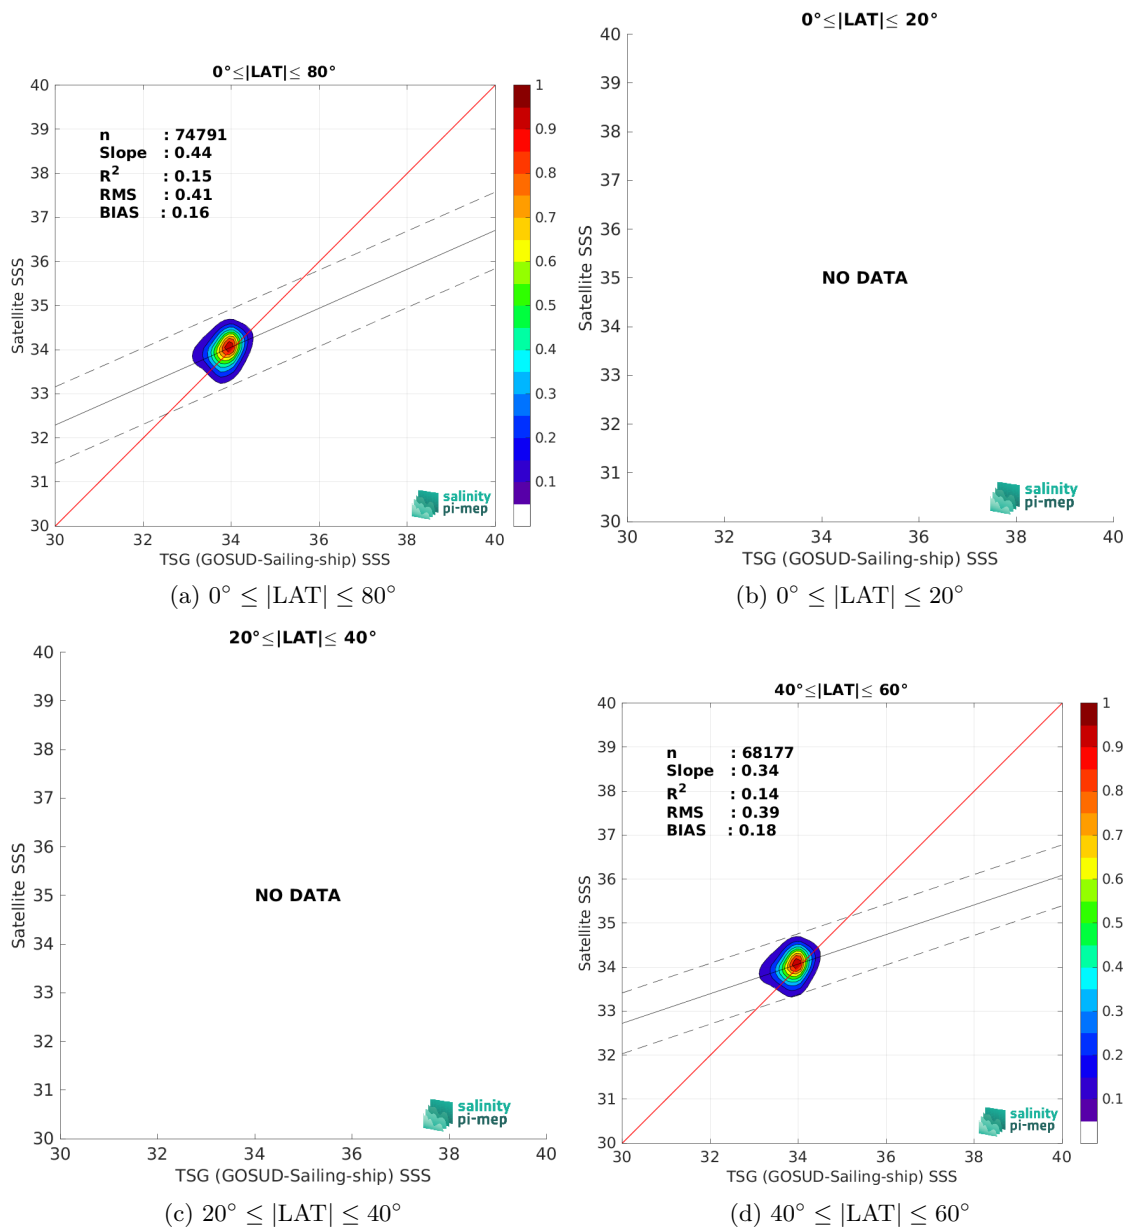 0°≤|LAT|≤ 80°
40
39
38
37
36
35
34
33
32
31
30
Satellite SSS
n : 74791
Slope : 0.44
R² : 0.15
RMS : 0.41
BIAS : 0.16
salinity
pi-mep
30 32 34 36 38 40
TSG (GOSUD-Sailing-ship) SSS
1
0.9
0.8
0.7
0.6
0.5
0.4
0.3
0.2
0.1
(a) 0° ≤ |LAT| ≤ 80°
0°≤|LAT|≤ 20°
40
39
38
37
36
35
34
33
32
31
30
Satellite SSS
NO DATA
salinity
pi-mep
30 32 34 36 38 40
TSG (GOSUD-Sailing-ship) SSS
(b) 0° ≤ |LAT| ≤ 20°
20°≤|LAT|≤ 40°
40
39
38
37
36
35
34
33
32
31
30
Satellite SSS
NO DATA
salinity
pi-mep
30 32 34 36 38 40
TSG (GOSUD-Sailing-ship) SSS
(c) 20° ≤ |LAT| ≤ 40°
40°≤|LAT|≤ 60°
40
39
38
37
36
35
34
33
32
31
30
Satellite SSS
n : 68177
Slope : 0.34
R² : 0.14
RMS : 0.39
BIAS : 0.18
salinity
pi-mep
30 32 34 36 38 40
TSG (GOSUD-Sailing-ship) SSS
1
0.9
0.8
0.7
0.6
0.5
0.4
0.3
0.2
0.1
(d) 40° ≤ |LAT| ≤ 60°